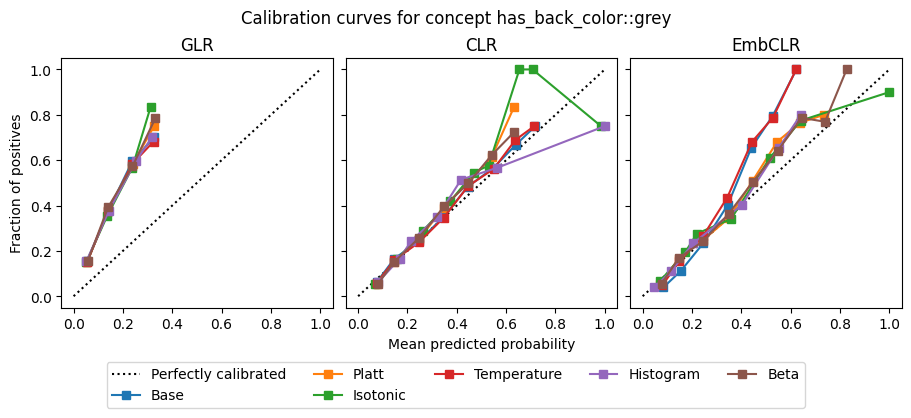 Calibration curves for concept has_back_color::grey
GLR
CLR
EmbCLR
Fraction of positives
1.0
0.8
0.6
0.4
0.2
0.0
0.0 0.2 0.4 0.6 0.8 1.0
0.0 0.2 0.4 0.6 0.8 1.0
0.0 0.2 0.4 0.6 0.8 1.0
Mean predicted probability
Perfectly calibrated Platt Temperature Histogram Beta
Base Isotonic